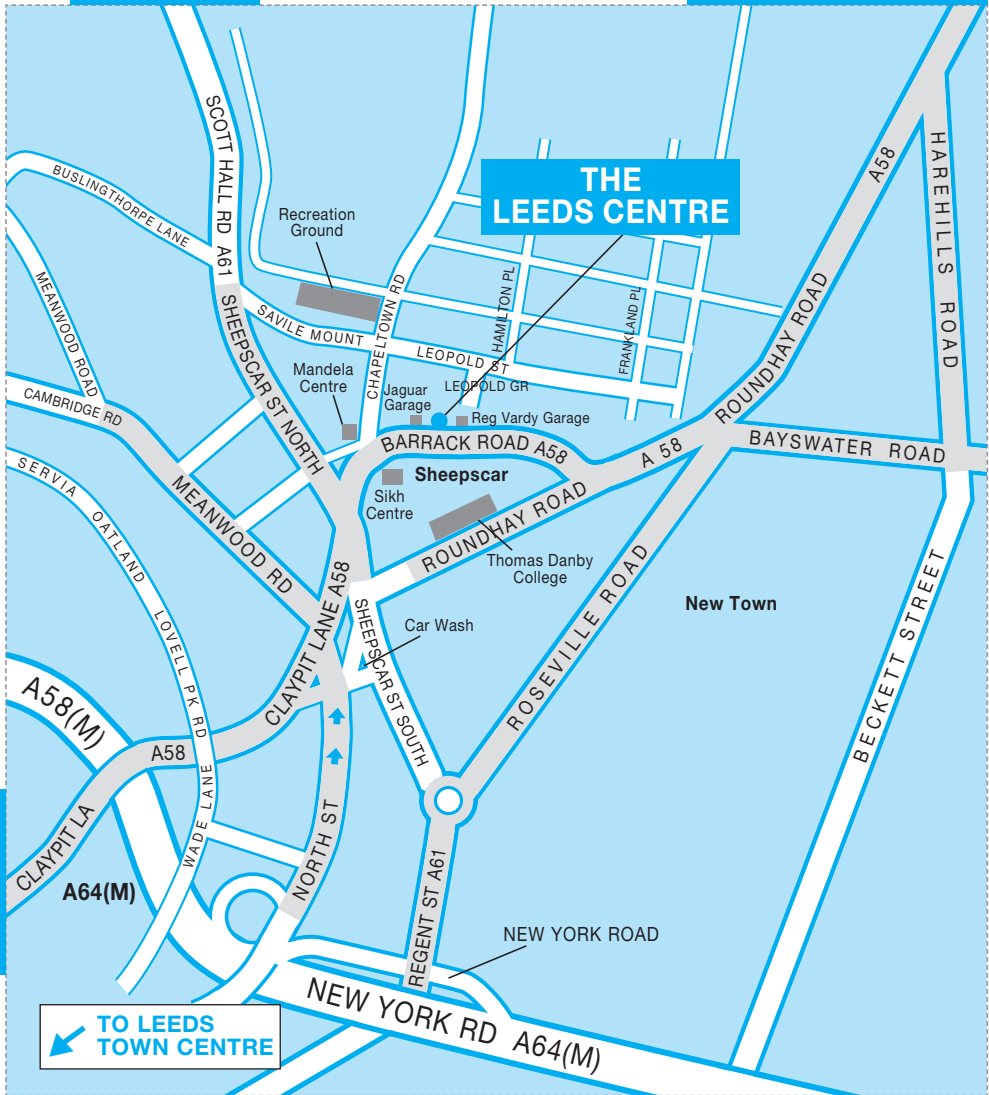 SCOTT HALL RD A61
BUSLINGTHORPE LANE
Recreation
Ground
THE
LEEDS CENTRE
A58
HAREHILLS ROAD
MEANWOOD ROAD
SHEEPSCAR ST NORTH
SAVILE MOUNT
CHAPELTOWN RD
HAMILTON PL
FRANKLAND PL
ROUNDHAY ROAD
LEOPOLD ST
LEOPOLD GR
Mandela
Centre
Jaguar
Garage
Reg Vardy Garage
CAMBRIDGE RD
BARRACK ROAD A58
A 58
BAYSWATER ROAD
Sheepscar
Sikh
Centre
SERVIA
OATLAND
LOVELL PK RD
MEANWOOD RD
ROUNDHAY ROAD
Thomas Danby
College
CLAYPIT LANE A58
SHEEPSCAR ST SOUTH
Car Wash
New Town
ROSEVILLE ROAD
BECKETT STREET
A58(M)
A58
CLAYPIT LA
WADE LANE
NORTH ST
A64(M)
REGENT ST A61
NEW YORK ROAD
NEW YORK RD A64(M)
TO LEEDS
TOWN CENTRE